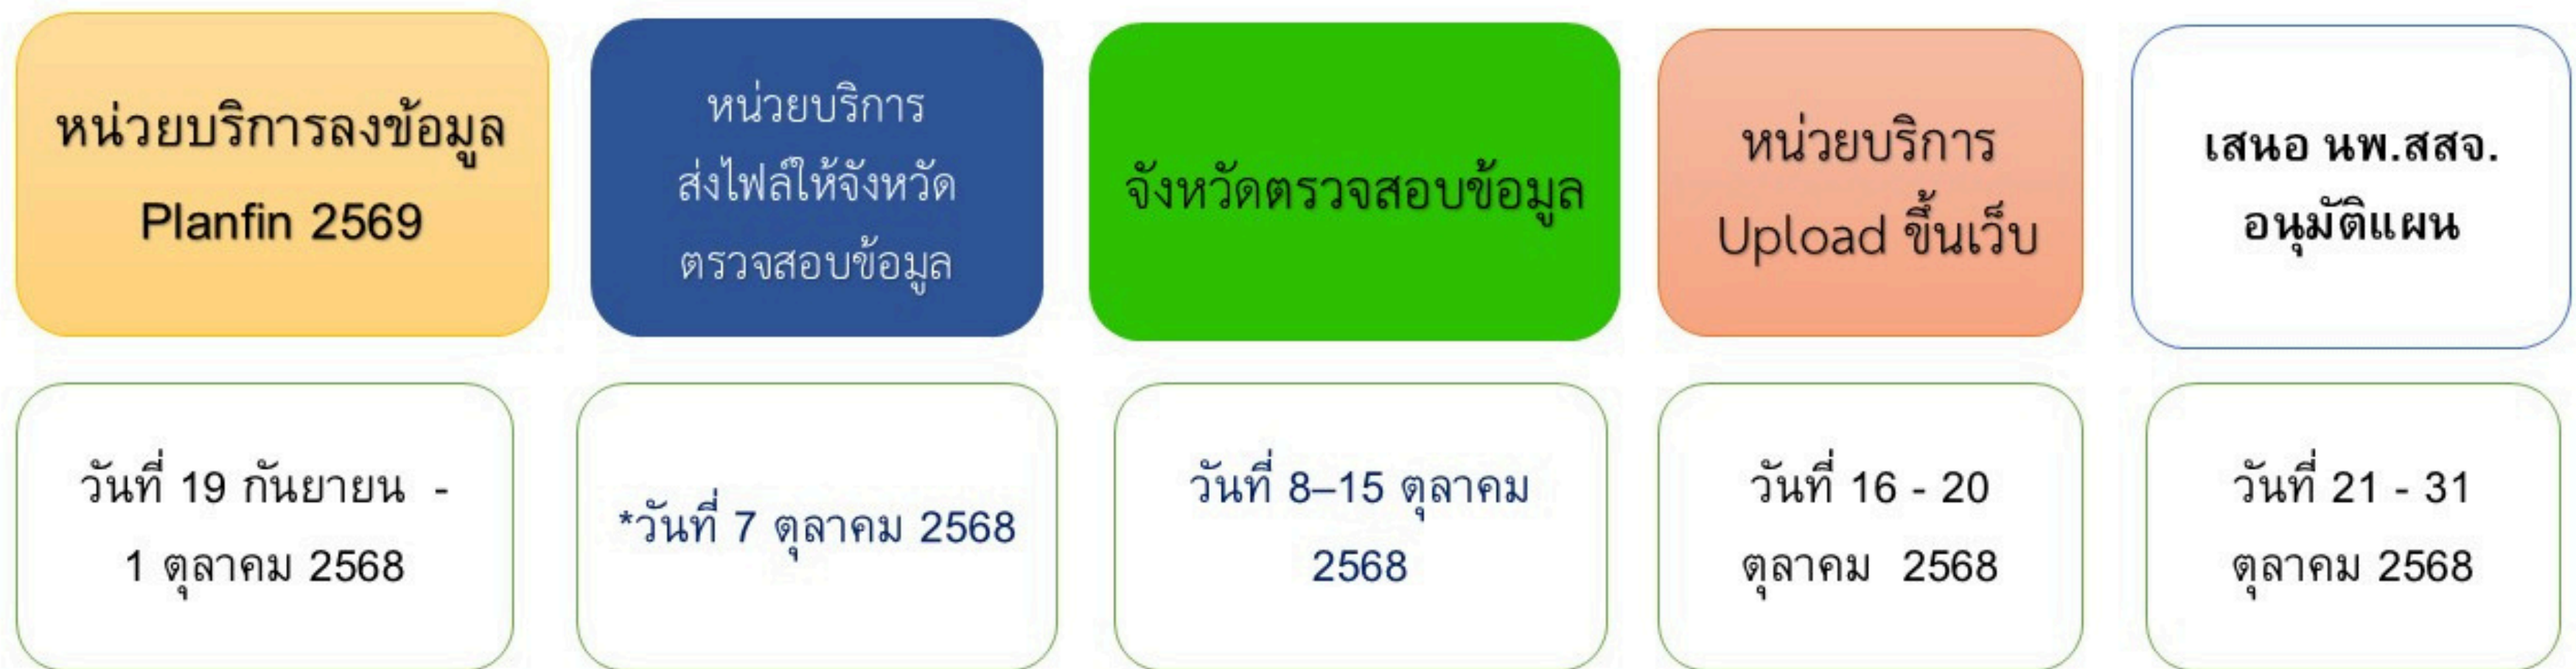 หน่วยบริการลงข้อมูล
Planfin 2569
หน่วยบริการ
ส่งไฟล์ให้จังหวัด
ตรวจสอบข้อมูล
จังหวัดตรวจสอบข้อมูล
หน่วยบริการ
Upload ขึ้นเว็บ
เสนอ นพ.สสจ.
อนุมัติแผน
วันที่ 19 กันยายน -
1 ตุลาคม 2568
*วันที่ 7 ตุลาคม 2568
วันที่ 8–15 ตุลาคม
2568
วันที่ 16 - 20
ตุลาคม 2568
วันที่ 21 - 31
ตุลาคม 2568